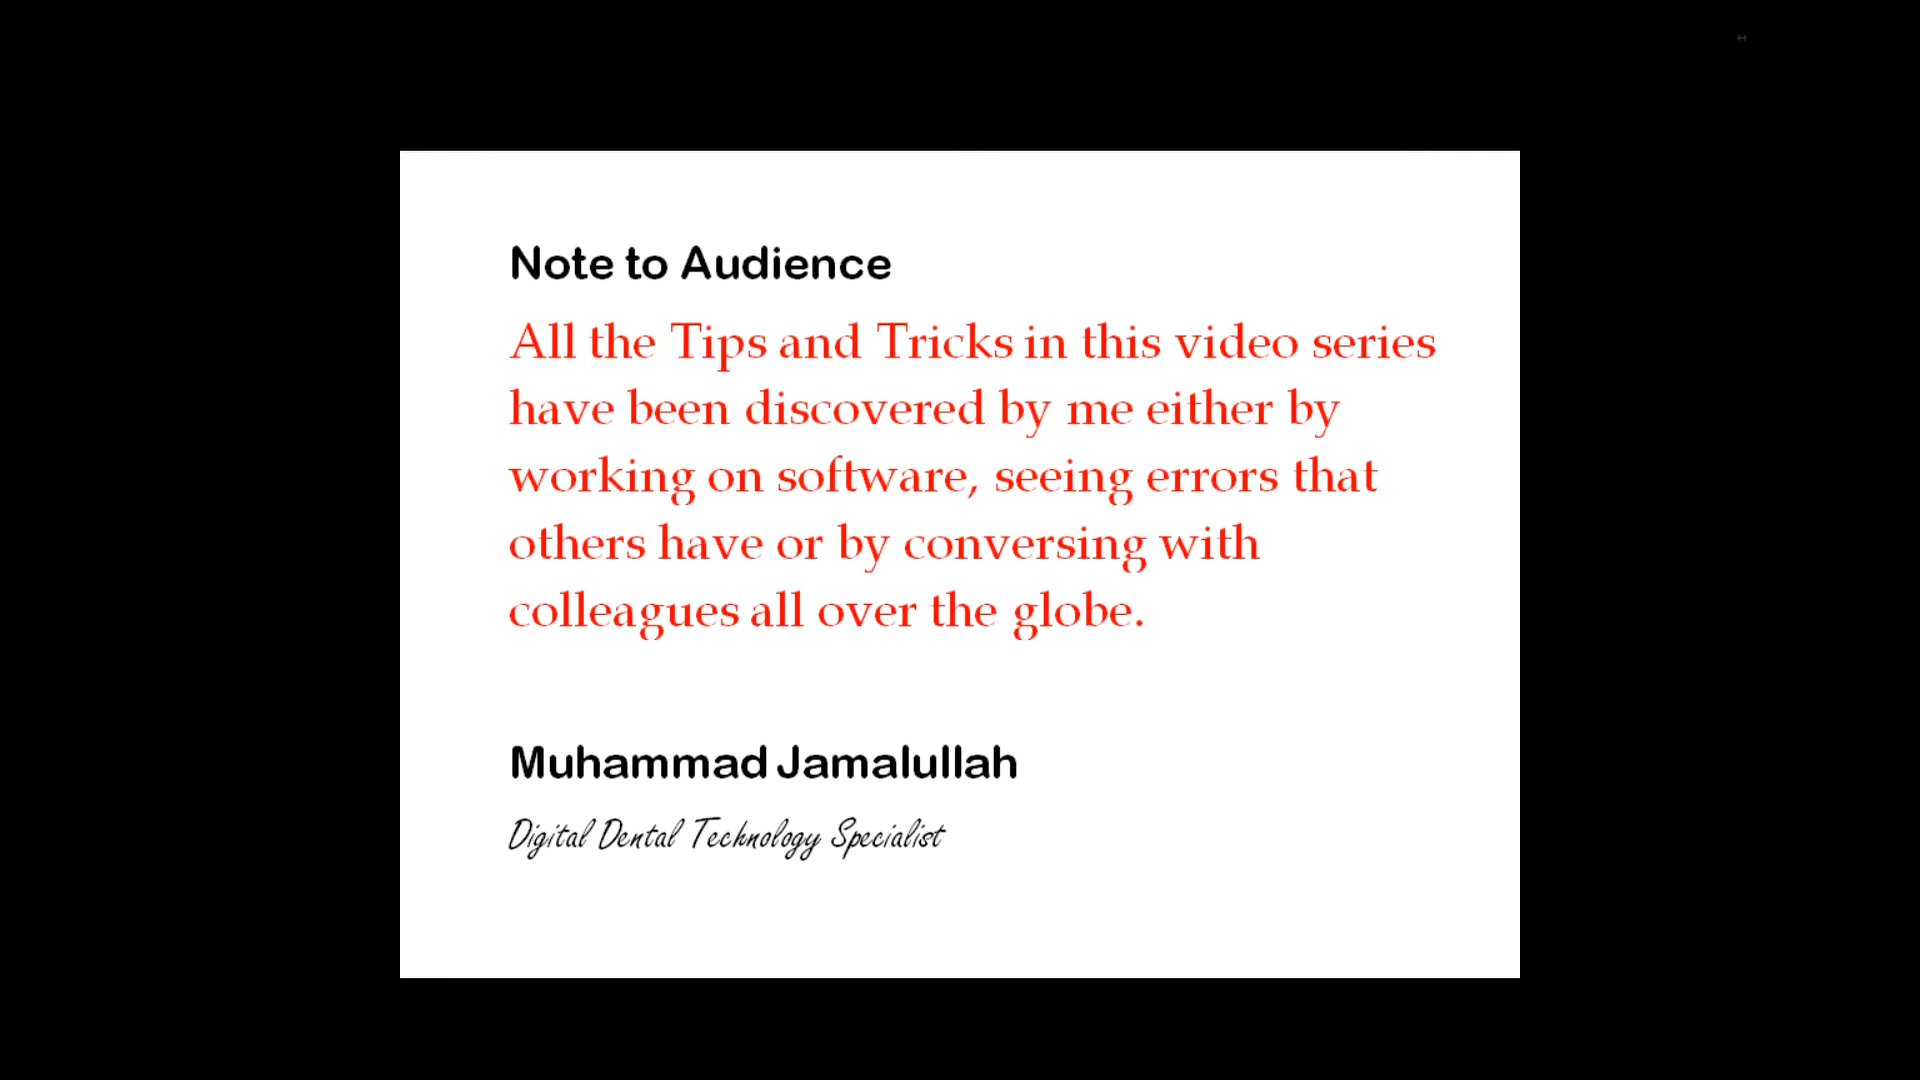 Note to Audience
All the Tips and Tricks in this video series
have been discovered by me either by
working on software, seeing errors that
others have or by conversing with
colleagues all over the globe.
Muhammad Jamalullah
Digital Dental Technology Specialist